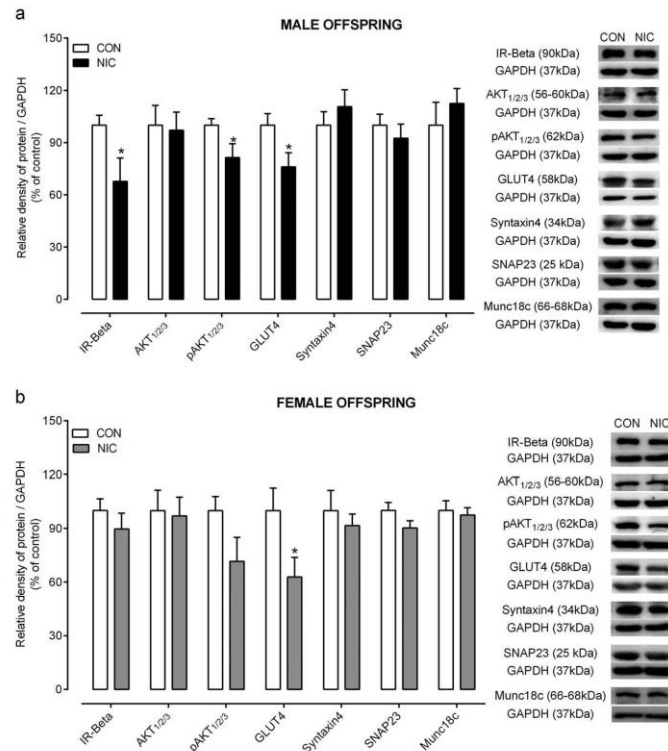 a
MALE OFFSPRING
Relative density of protein / GAPDH
(% of control)
150
120
90
60
30
0
CON
NIC
*
*
*
IR-Beta
AKT1/2/3
pAKT1/2/3
GLUT4
Syntaxin4
SNAP23
Munc18c
CON NIC
IR-Beta (90kDa)
GAPDH (37kDa)
AKT1/2/3 (56-60kDa)
GAPDH (37kDa)
pAKT1/2/3 (62kDa)
GAPDH (37kDa)
GLUT4 (58kDa)
GAPDH (37kDa)
Syntaxin4 (34kDa)
GAPDH (37kDa)
SNAP23 (25 kDa)
GAPDH (37kDa)
Munc18c (66-68kDa)
GAPDH (37kDa)
b
FEMALE OFFSPRING
Relative density of protein / GAPDH
(% of control)
150
120
90
60
30
0
CON
NIC
*
IR-Beta
AKT1/2/3
pAKT1/2/3
GLUT4
Syntaxin4
SNAP23
Munc18c
CON NIC
IR-Beta (90kDa)
GAPDH (37kDa)
AKT1/2/3 (56-60kDa)
GAPDH (37kDa)
pAKT1/2/3 (62kDa)
GAPDH (37kDa)
GLUT4 (58kDa)
GAPDH (37kDa)
Syntaxin4 (34kDa)
GAPDH (37kDa)
SNAP23 (25 kDa)
GAPDH (37kDa)
Munc18c (66-68kDa)
GAPDH (37kDa)